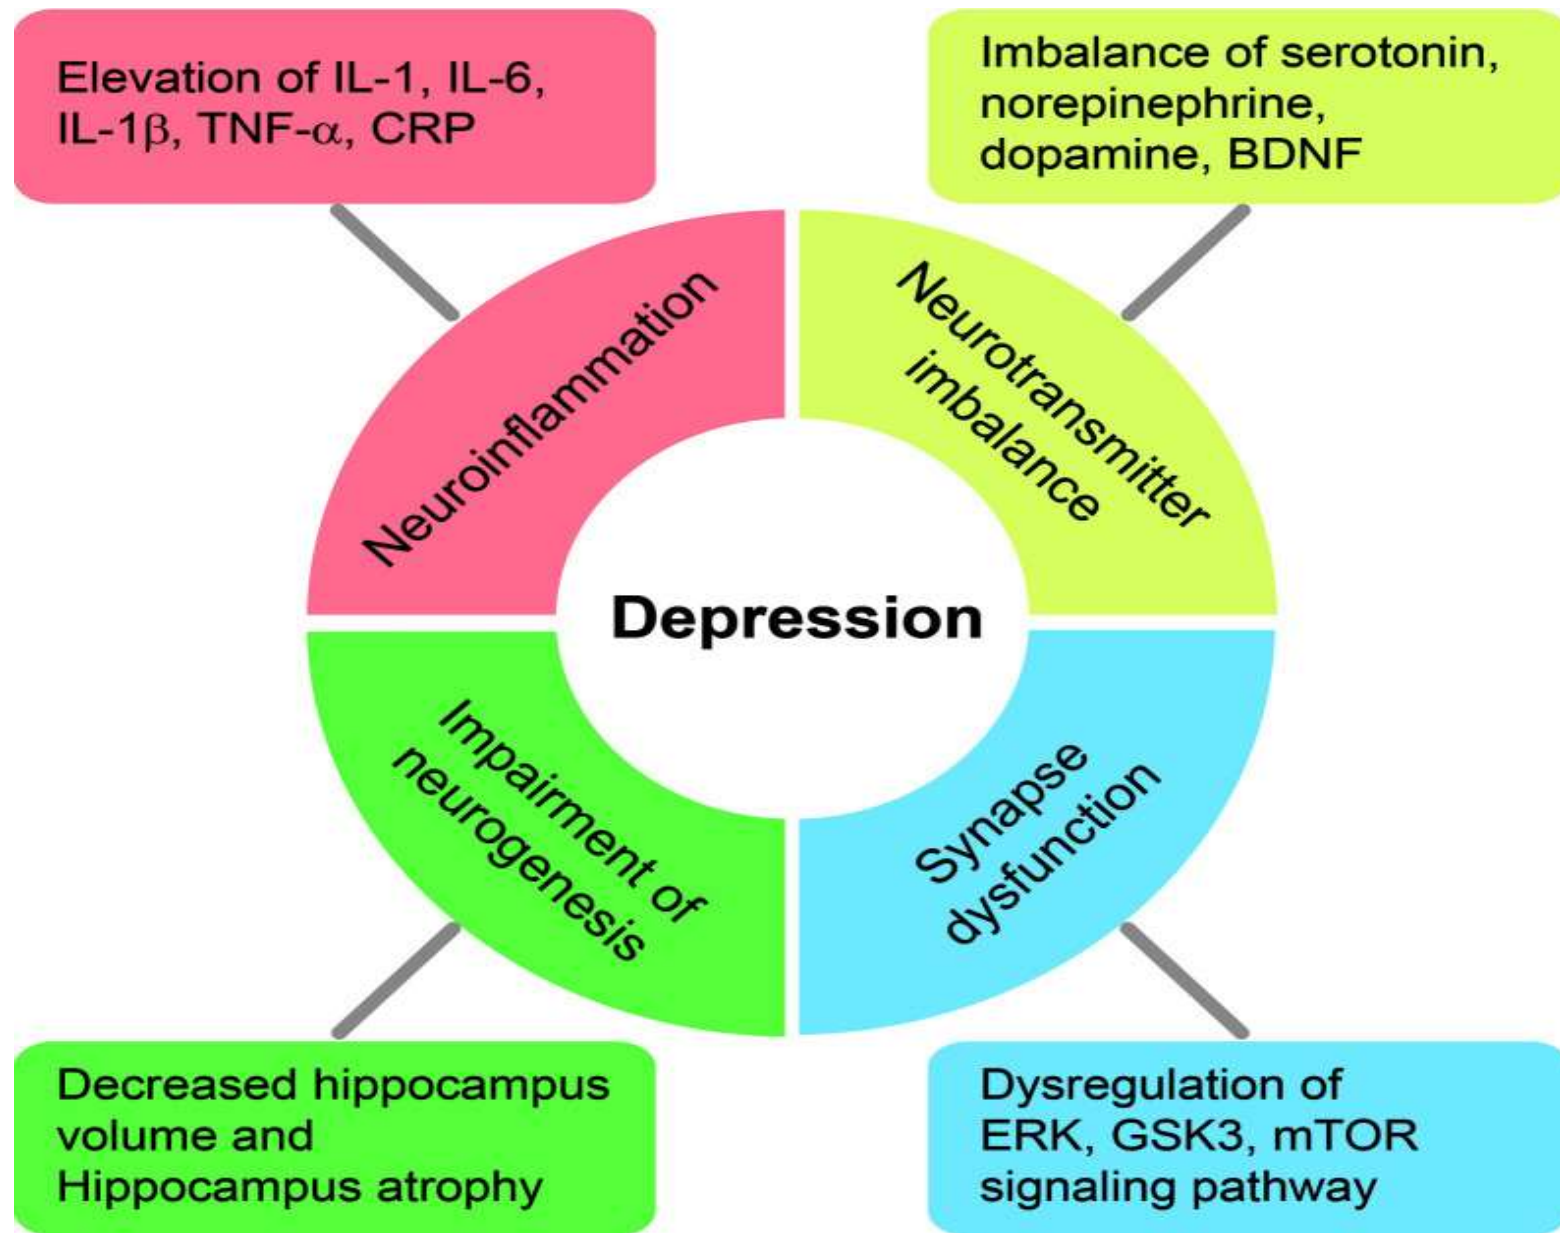 Elevation of IL-1, IL-6,
IL-1β, TNF-α, CRP
Imbalance of serotonin,
norepinephrine,
dopamine, BDNF
Neuroinflammation
Neurotransmitter
imbalance
Depression
Impairment of
neurogenesis
Synapse
dysfunction
Decreased hippocampus
volume and
Hippocampus atrophy
Dysregulation of
ERK, GSK3, mTOR
signaling pathway